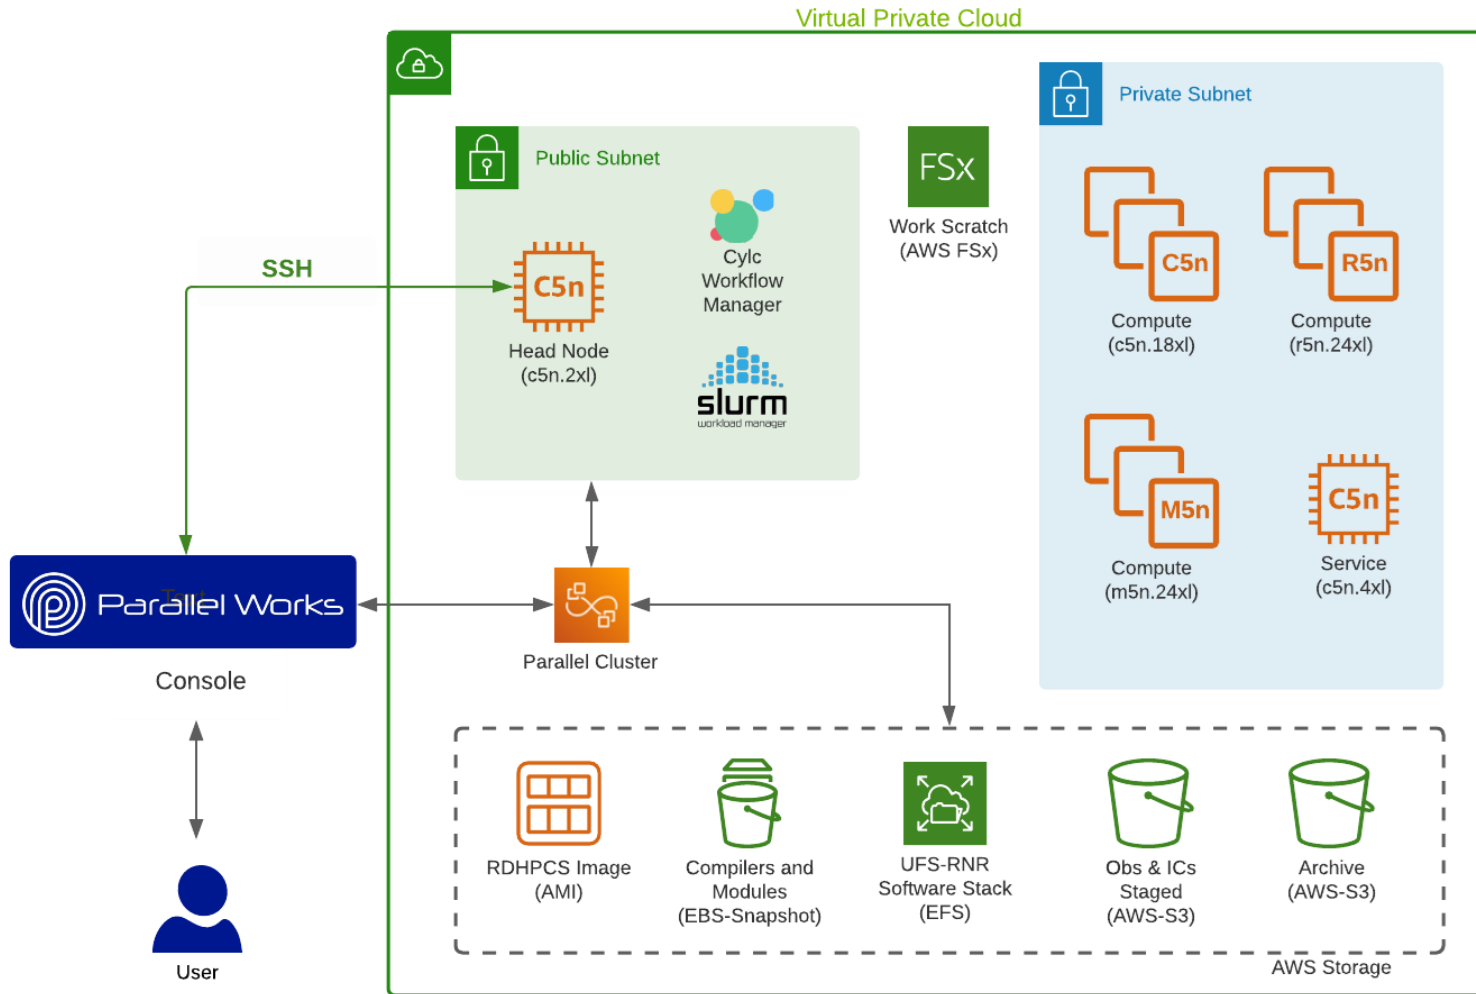 Virtual Private Cloud
Private Subnet
Public Subnet
FSx
Work Scratch
(AWS FSx)
Cylc
Workflow
Manager
SSH
C5n
Head Node
(c5n.2xl)
slurm
workload manager
C5n
Compute
(c5n.18xl)
R5n
Compute
(r5n.24xl)
M5n
Compute
(m5n.24xl)
C5n
Service
(c5n.4xl)
Parallel Works
Text
Console
Parallel Cluster
RDHPCS Image
(AMI)
Compilers and
Modules
(EBS-Snapshot)
UFS-RNR
Software Stack
(EFS)
Obs & ICs
Staged
(AWS-S3)
Archive
(AWS-S3)
AWS Storage
User